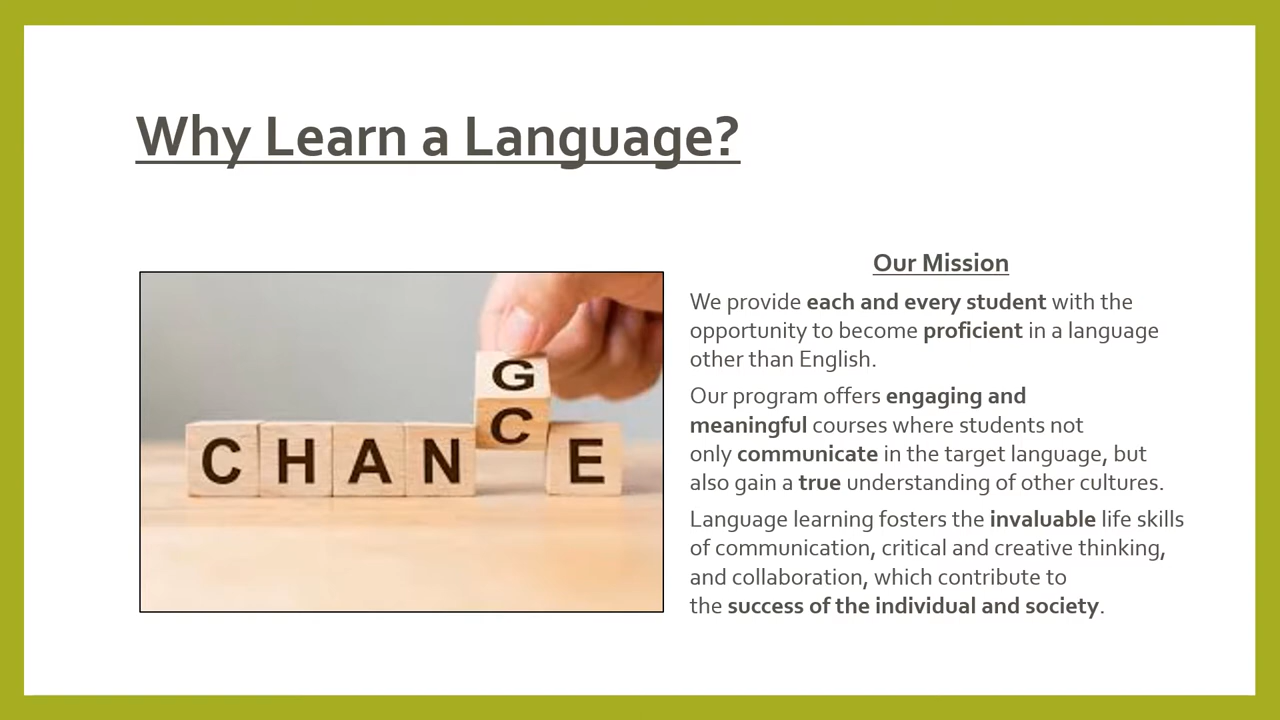 Why Learn a Language?
G
C
CHAN E
Our Mission
We provide each and every student with the
opportunity to become proficient in a language
other than English.
Our program offers engaging and
meaningful courses where students not
only communicate in the target language, but
also gain a true understanding of other cultures.
Language learning fosters the invaluable life skills
of communication, critical and creative thinking,
and collaboration, which contribute to
the success of the individual and society.